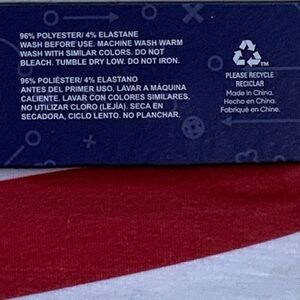 96% POLYESTER/ 4% ELASTANE
WASH BEFORE USE. MACHINE WASH WARM
WASH WITH SIMILAR COLORS. DO NOT
BLEACH. TUMBLE DRY LOW. DO NOT IRON.
96% POLIÉSTER/ 4% ELASTANO
ANTES DEL PRIMER USO, LAVAR A MÁQUINA
CALIENTE. LAVAR CON COLORES SIMILARES.
NO UTILIZAR CLORO (LEJÍA). SECA EN
SECADORA, CICLO LENTO. NO PLANCHAR.
TM
PLEASE RECYCLE
RECICLAR
Made in China.
Hecho en China.
Fabriqué en Chine.